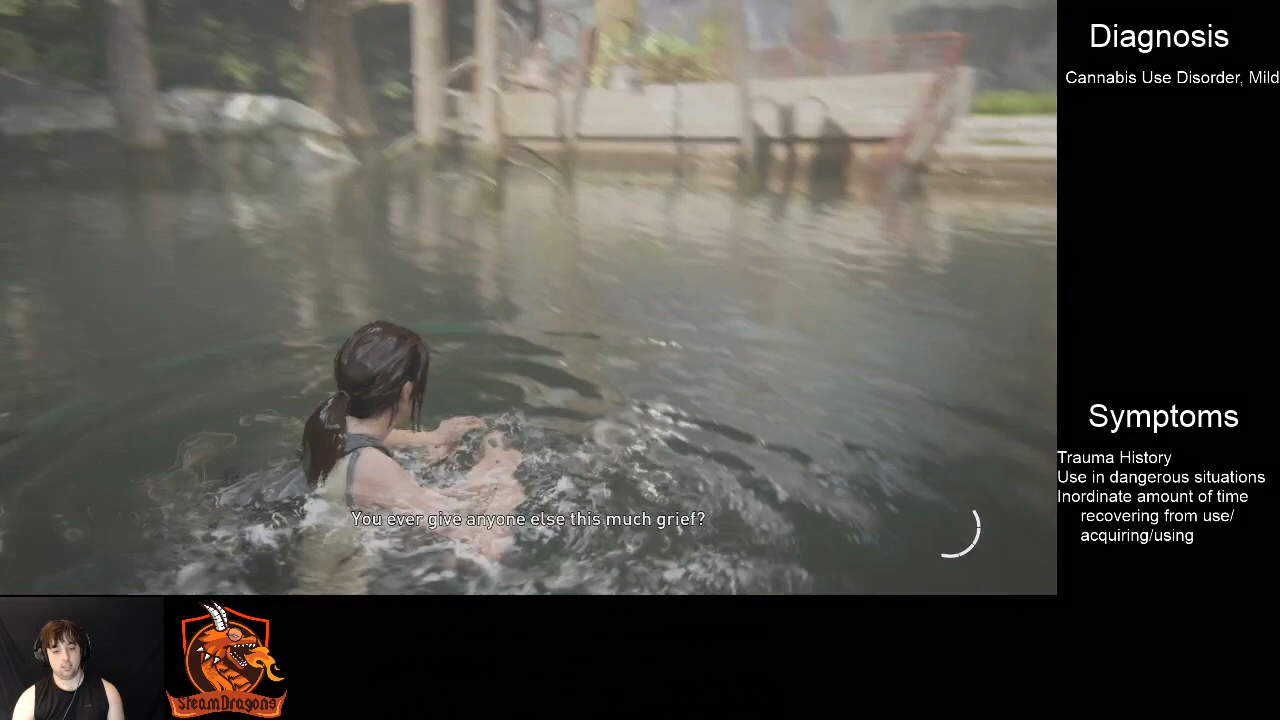 Diagnosis
Cannabis Use Disorder, Mild
Symptoms
Trauma History
Use in dangerous situations
Inordinate amount of time
recovering from use/
acquiring/using
You ever give anyone else this much grief?
SteamDragons